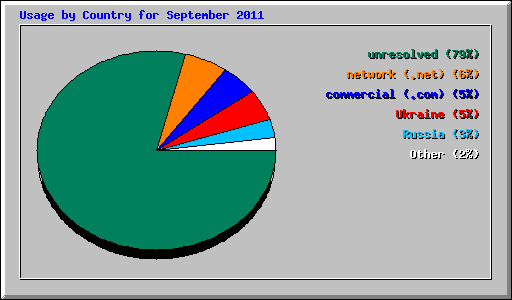 Usage by Country for September 2011
unresolved (79%)
network (.net) (6%)
commercial (.com) (5%)
Ukraine (5%)
Russia (3%)
Other (2%)